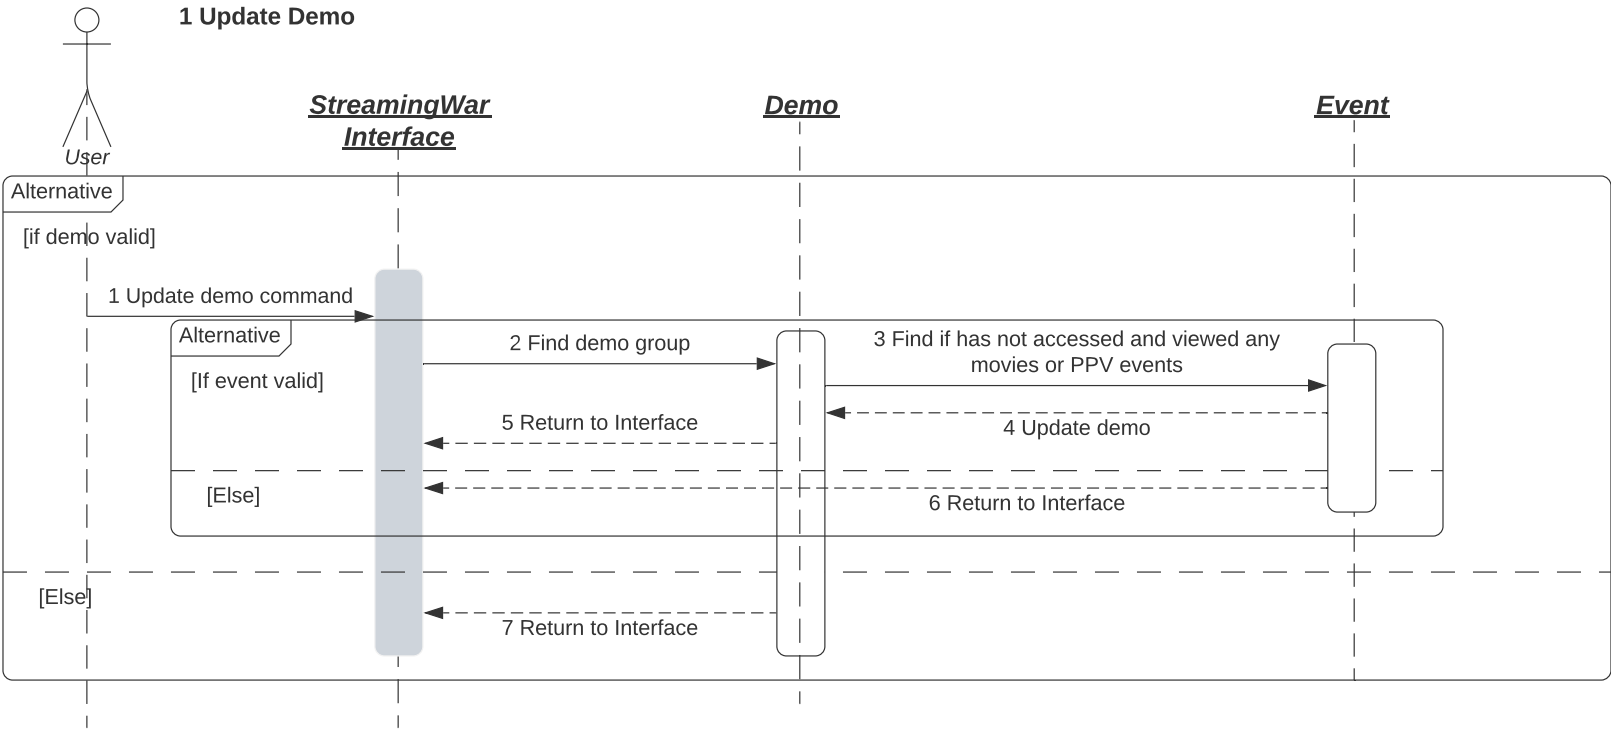 1 Update Demo
StreamingWar
Interface
Demo
Event
User
Alternative
[if demo valid]
1 Update demo command
Alternative
2 Find demo group
3 Find if has not accessed and viewed any
movies or PPV events
[If event valid]
5 Return to Interface
4 Update demo
[Else]
6 Return to Interface
[Else]
7 Return to Interface